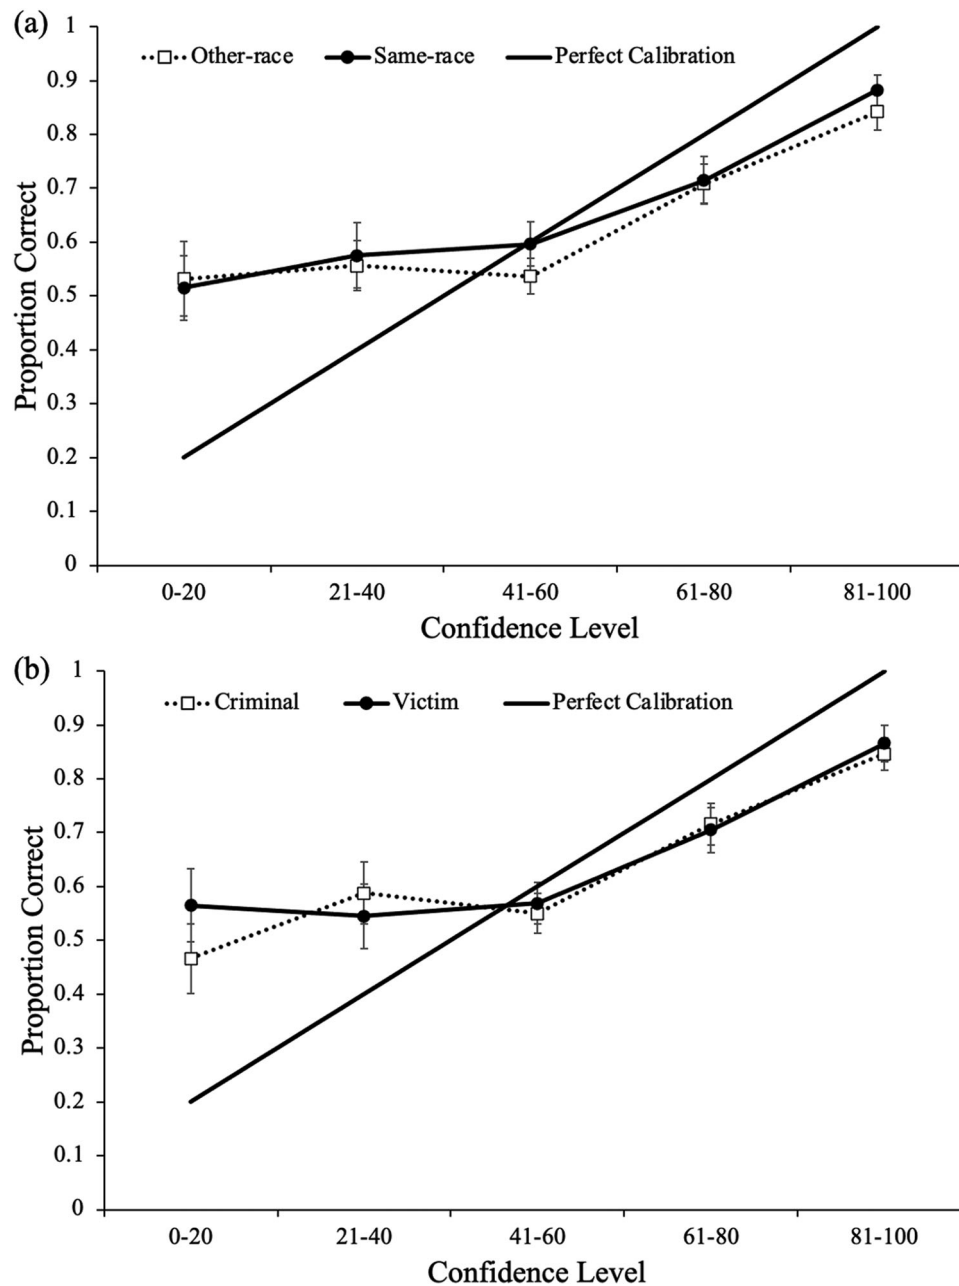 (a)
Other-race Same-race Perfect Calibration
1
0.9
0.8
0.7
0.6
0.5
0.4
0.3
0.2
0.1
0
Proportion Correct
0-20 21-40 41-60 61-80 81-100
Confidence Level
(b)
Criminal Victim Perfect Calibration
1
0.9
0.8
0.7
0.6
0.5
0.4
0.3
0.2
0.1
0
Proportion Correct
0-20 21-40 41-60 61-80 81-100
Confidence Level